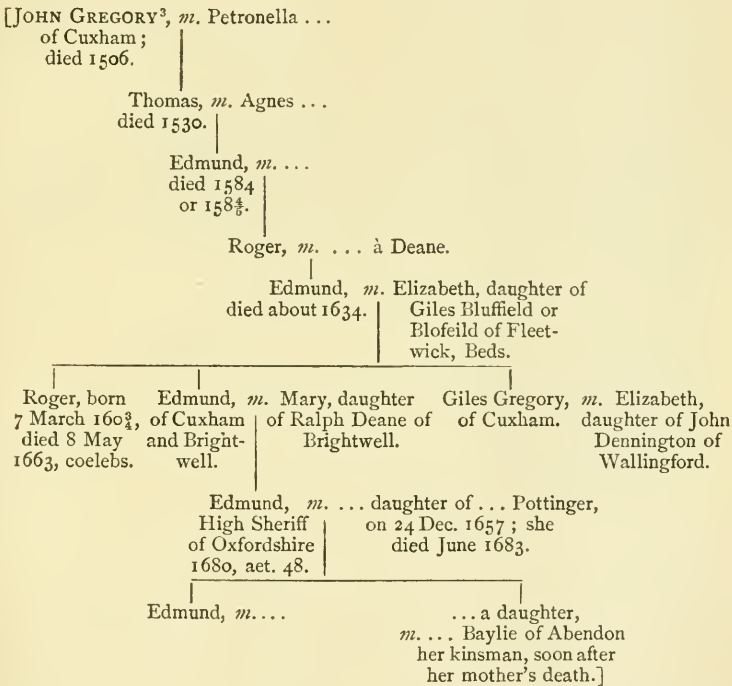 [JOHN GREGORY³, m. Petronella ...
of Cuxham;
died 1506.
Thomas, m. Agnes ...
died 1530.
Edmund, m. ...
died 1584
or 158⅘.
Roger, m. ... à Deane.
Edmund, m. Elizabeth, daughter of
died about 1634. Giles Bluffield or
Blofeild of Fleet-
wick, Beds.
Roger, born
7 March 160¾,
died 8 May
1663, coelebs.
Edmund, m. Mary, daughter
of Cuxham of Ralph Deane of
and Bright- Brightwell.
well.
Giles Gregory, m. Elizabeth,
of Cuxham. daughter of John
Dennington of
Wallingford.
Edmund, m. ... daughter of ... Pottinger,
High Sheriff on 24 Dec. 1657; she
of Oxfordshire died June 1683.
1680, aet. 48.
Edmund, m....
...a daughter,
m. ... Baylie of Abendon
her kinsman, soon after
her mother's death.]